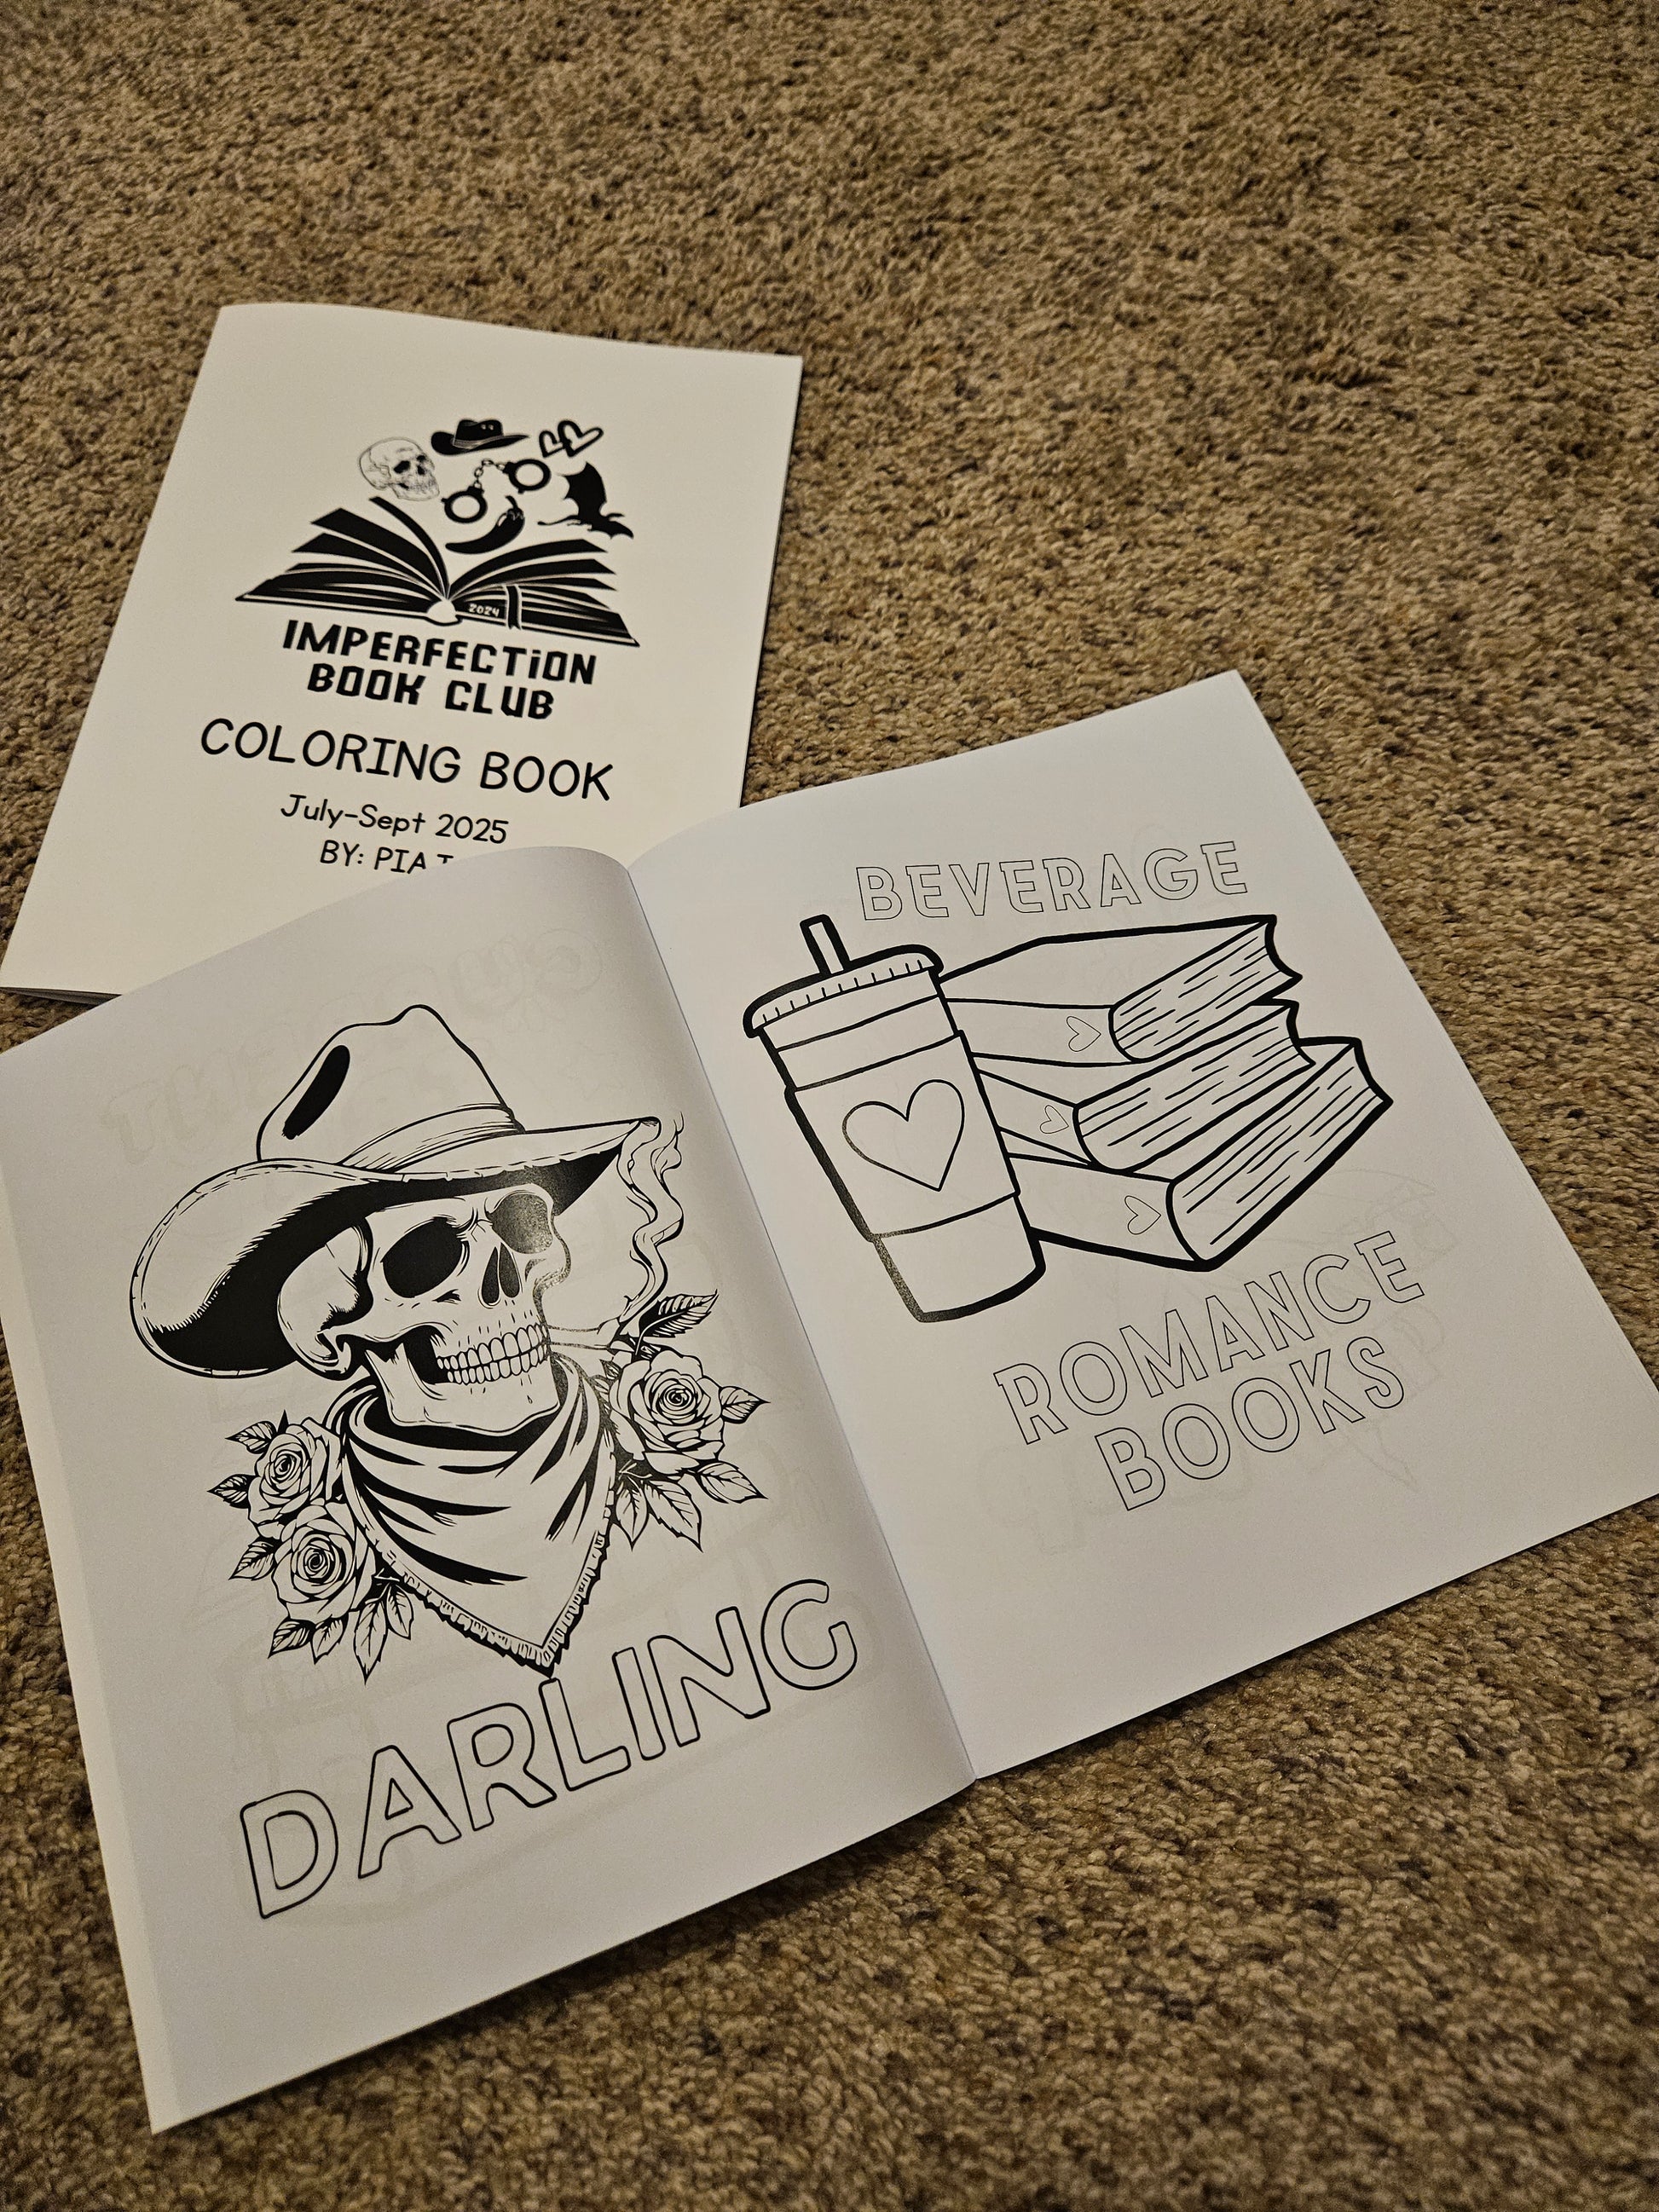 2024
IMPERFECTiON
BOOK CLUB
COLORING BOOK
July-Sept 2025
BY: PIA
DARLING
BEVERAGE
ROMANCE
BOOKS